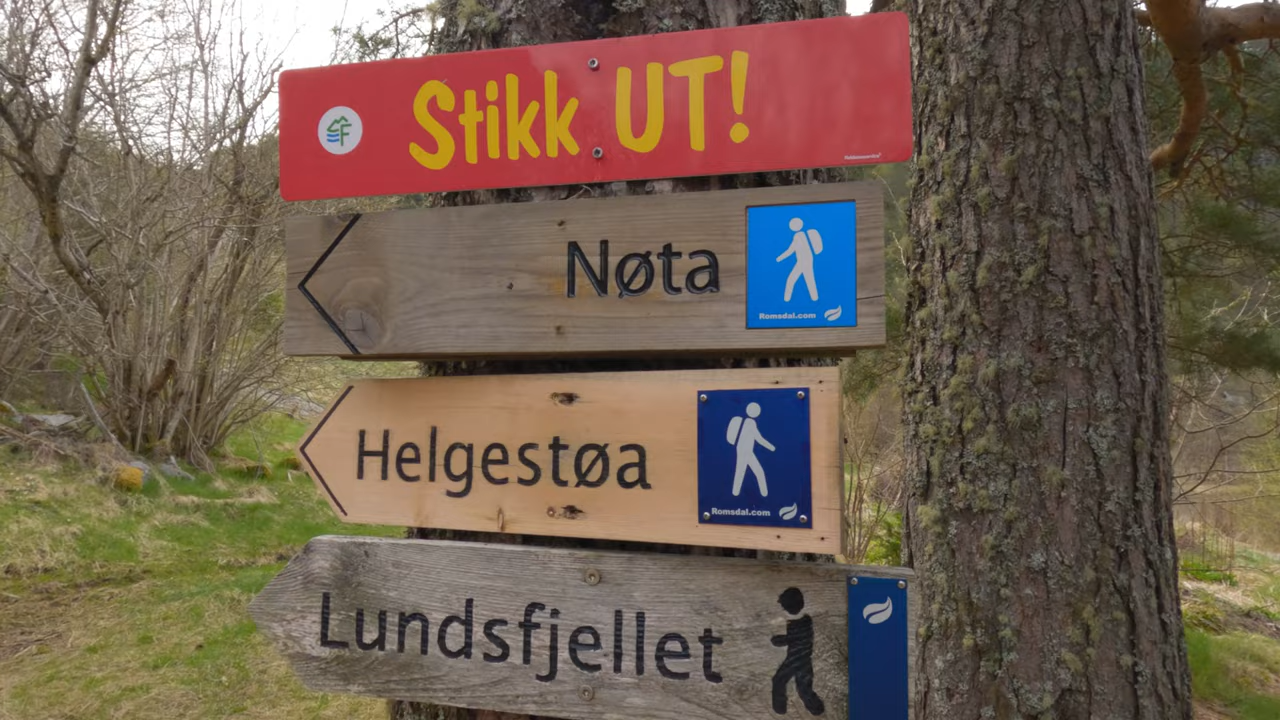 Stikk UT!
Nøta
Romsdal.com
Helgestøa
Romsdal.com
Lundsfjellet